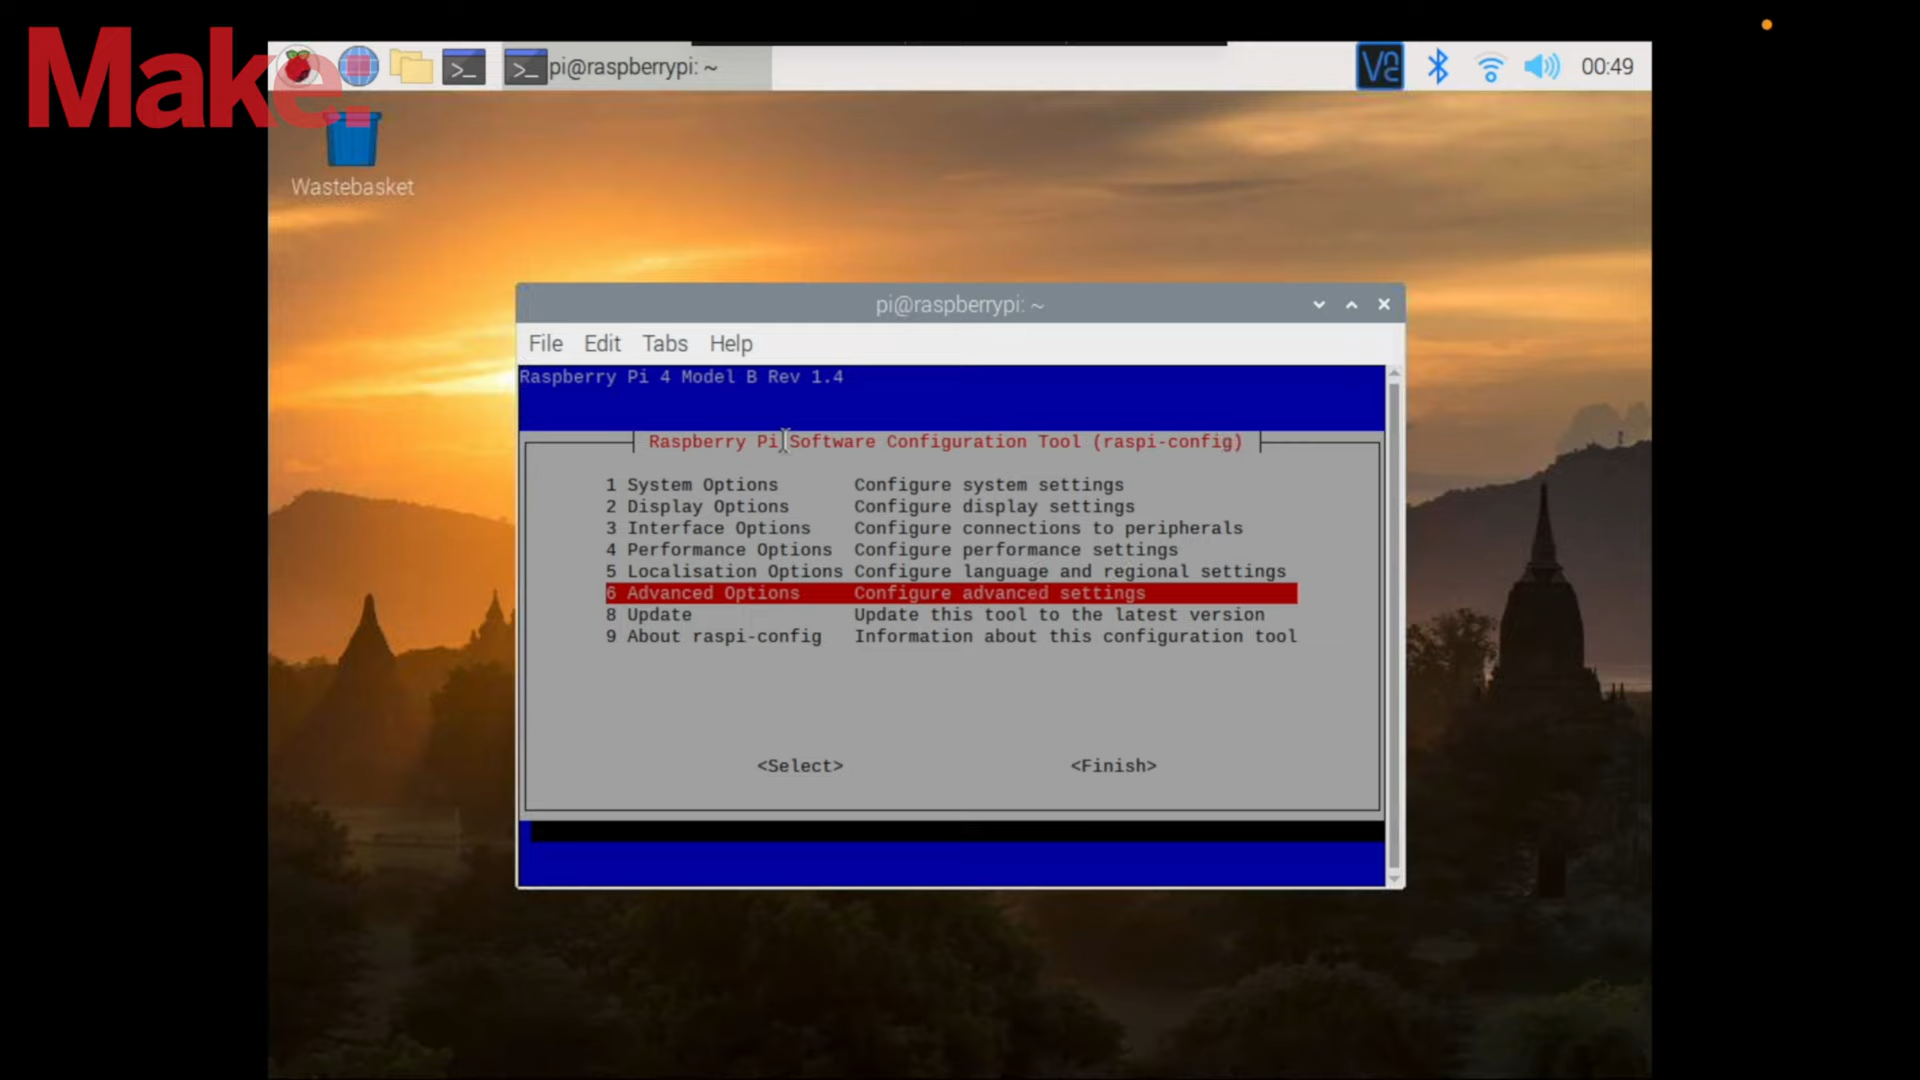 Make:
pi@raspberrypi: ~
00:49
Wastebasket
pi@raspberrypi: ~
File Edit Tabs Help
Raspberry Pi 4 Model B Rev 1.4
Raspberry Pi Software Configuration Tool (raspi-config)
1 System Options Configure system settings
2 Display Options Configure display settings
3 Interface Options Configure connections to peripherals
4 Performance Options Configure performance settings
5 Localisation Options Configure language and regional settings
6 Advanced Options Configure advanced settings
8 Update Update this tool to the latest version
9 About raspi-config Information about this configuration tool
<Select> <Finish>